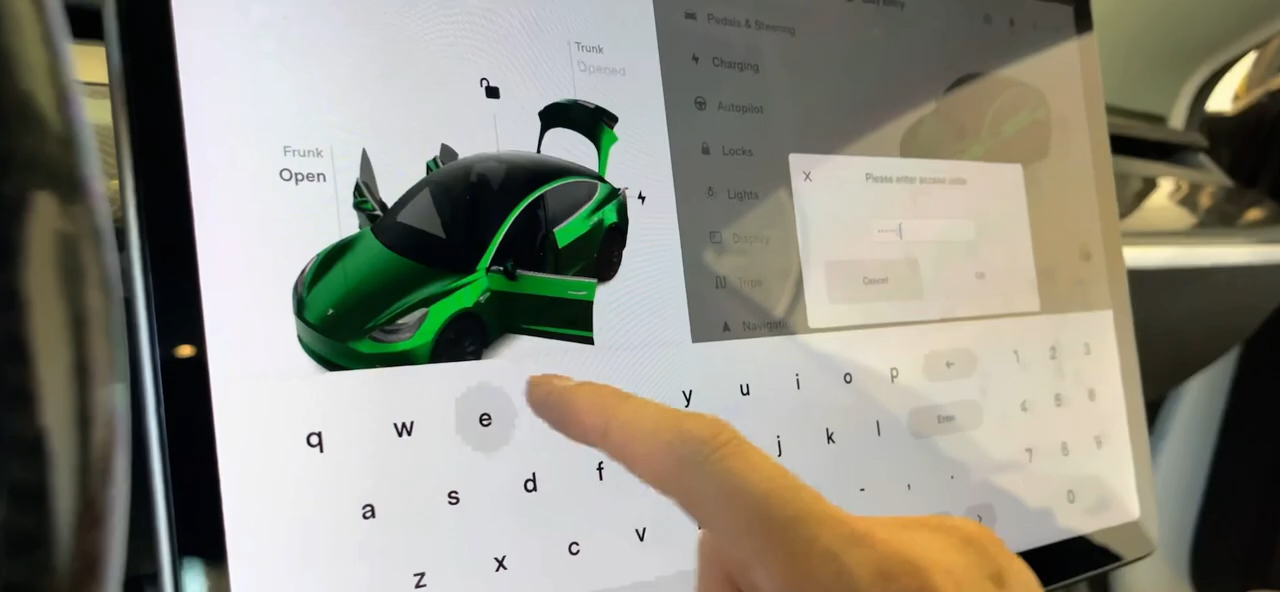 Trunk
Opened
Frunk
Open
Pedals & Steering
Charging
Autopilot
Locks
Lights
Display
Trips
Please enter access code
Cancel
q w e y u i o p
a s d f j k l Enter
z x c v - , .
1 2 3
4 5 6
7 8 9
0